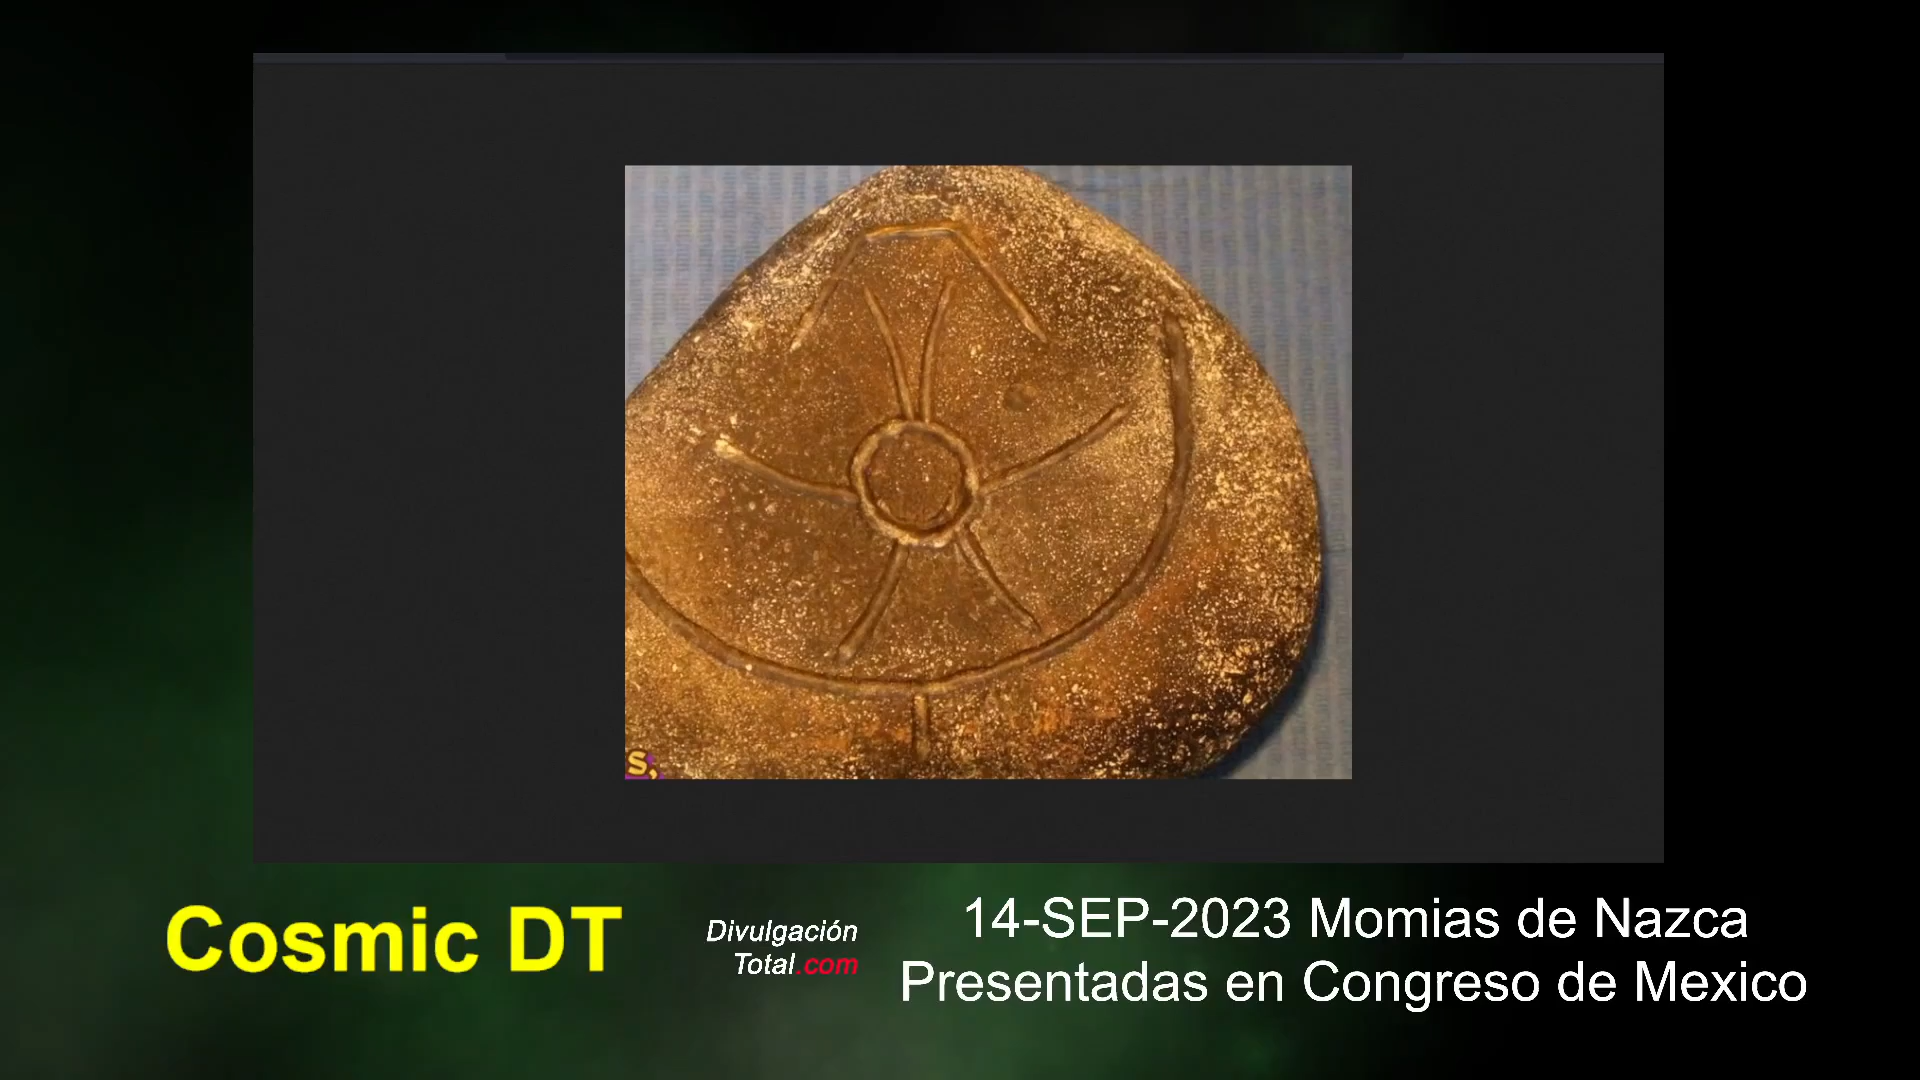 s,
Cosmic DT
Divulgación
Total.com
14-SEP-2023 Momias de Nazca
Presentadas en Congreso de Mexico